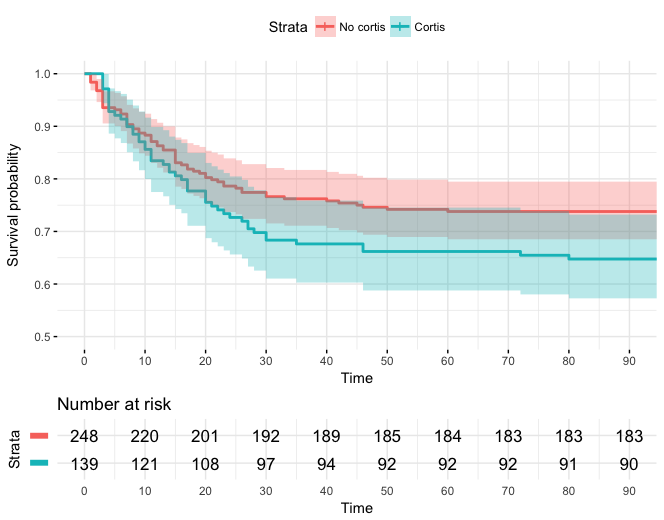 Strata No cortis Cortis
1.0
0.9
0.8
0.7
0.6
0.5
Survival probability
0 10 20 30 40 50 60 70 80 90
Time
Number at risk
Strata
248 220 201 192 189 185 184 183 183 183
139 121 108 97 94 92 92 92 91 90
0 10 20 30 40 50 60 70 80 90
Time